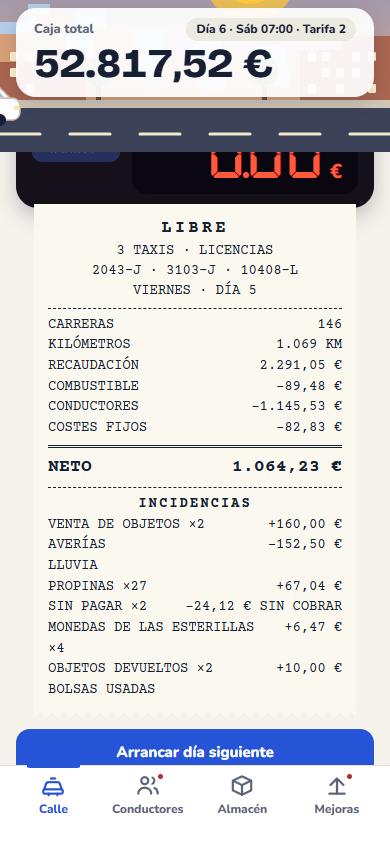 Caja total
Día 6 · Sáb 07:00 · Tarifa 2
52.817,52 €
0.00 €
LIBRE
3 TAXIS · LICENCIAS
2043-J · 3103-J · 10408-L
VIERNES · DÍA 5
CARRERAS 146
KILÓMETROS 1.069 KM
RECAUDACIÓN 2.291,05 €
COMBUSTIBLE -89,48 €
CONDUCTORES -1.145,53 €
COSTES FIJOS -82,83 €
NETO 1.064,23 €
INCIDENCIAS
VENTA DE OBJETOS ×2 +160,00 €
AVERÍAS -152,50 €
LLUVIA
PROPINAS ×27 +67,04 €
SIN PAGAR ×2 -24,12 € SIN COBRAR
MONEDAS DE LAS ESTERILLAS +6,47 €
×4
OBJETOS DEVUELTOS ×2 +10,00 €
BOLSAS USADAS
Arrancar día siguiente
Calle
Conductores
Almacén
Mejoras